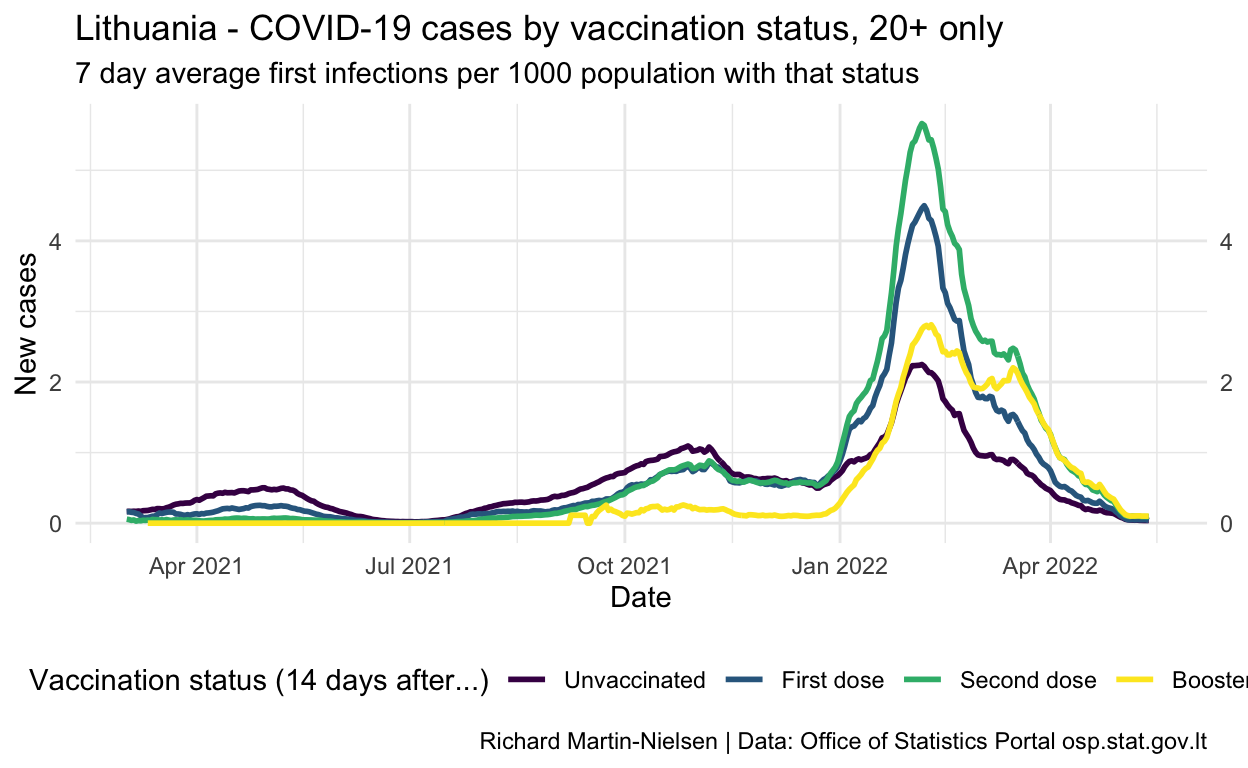 Lithuania - COVID-19 cases by vaccination status, 20+ only
7 day average first infections per 1000 population with that status
New cases
4 4
2 2
0 0
Apr 2021 Jul 2021 Oct 2021 Jan 2022 Apr 2022
Date
Vaccination status (14 days after...) Unvaccinated First dose Second dose Booster
Richard Martin-Nielsen | Data: Office of Statistics Portal osp.stat.gov.lt